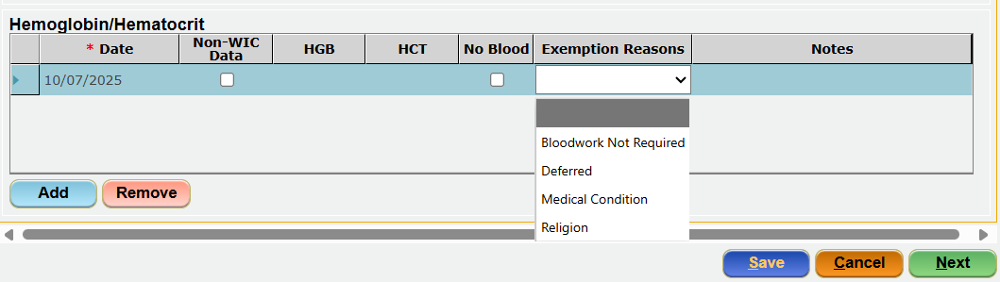 Hemoglobin/Hematocrit
* Date
Non-WIC
Data
HGB
HCT
No Blood
Exemption Reasons
Notes
10/07/2025
Bloodwork Not Required
Deferred
Medical Condition
Religion
Add
Remove
Save
Cancel
Next